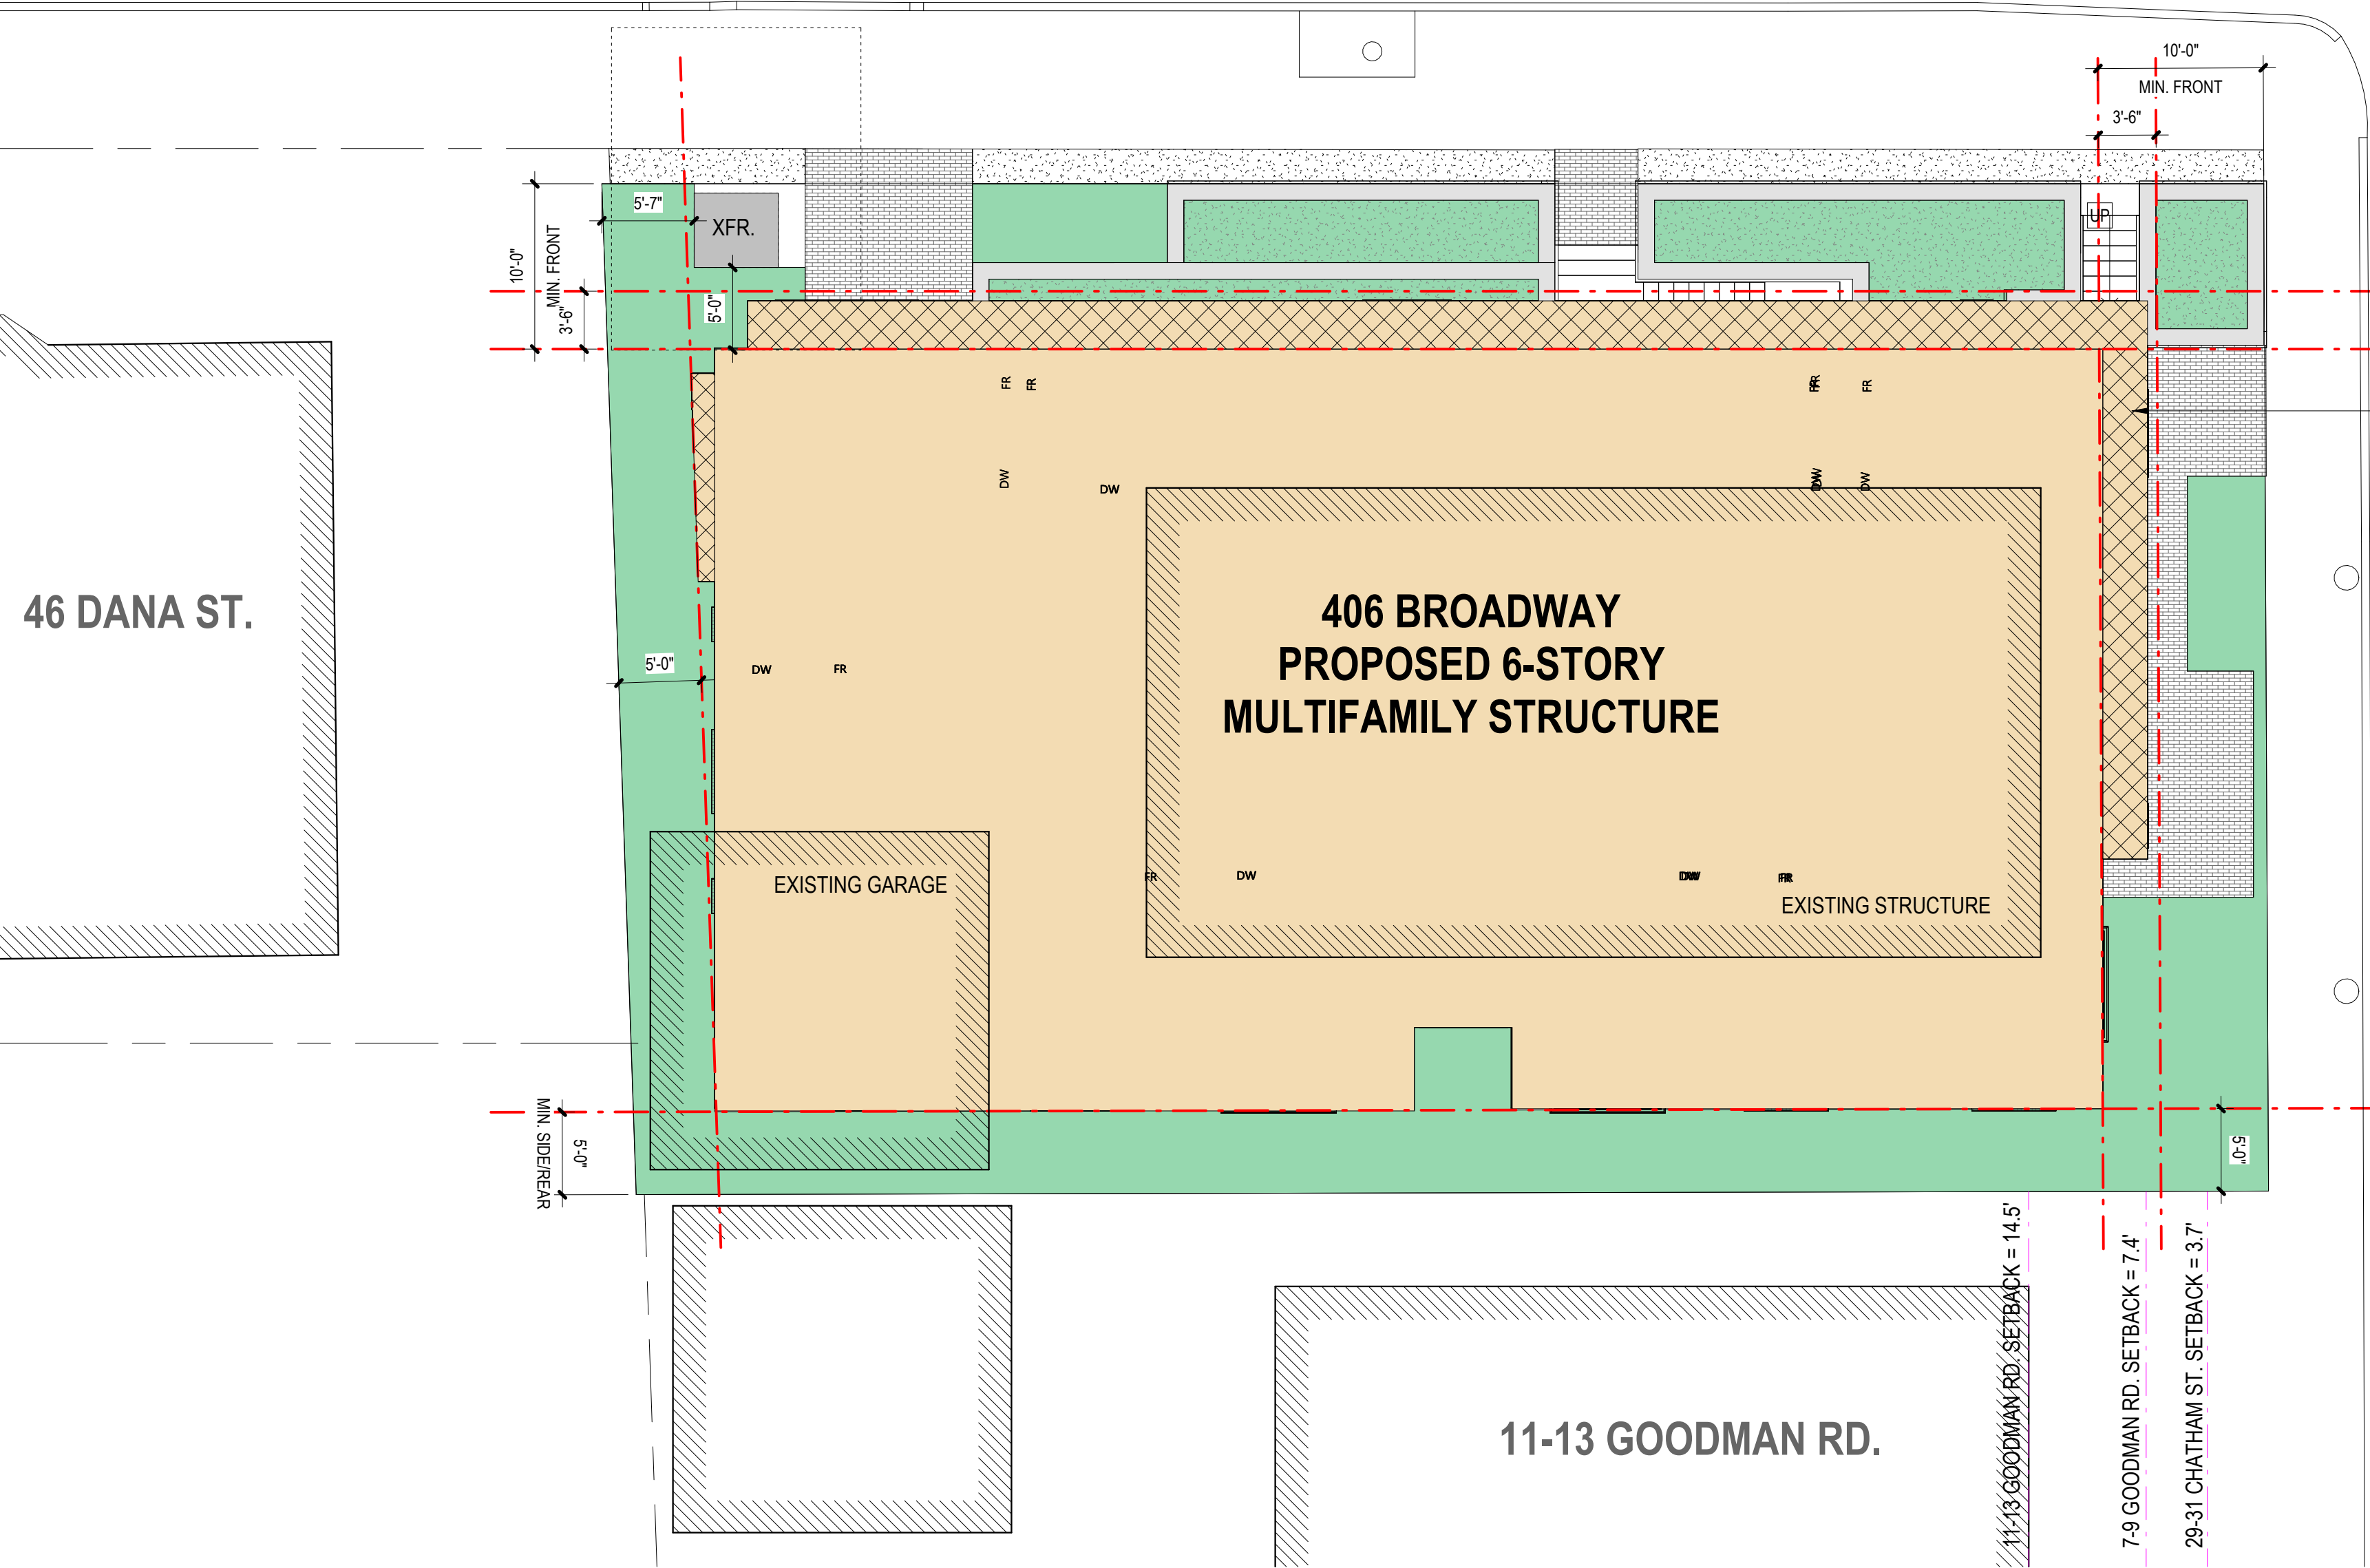 10'-0"
MIN. FRONT
3'-6"
5'-7"
XFR.
UP
10'-0"
MIN. FRONT
3'-6"
5'-0"
FR
FR
FR
FR
FR
DW
DW
DW
DW
DW
46 DANA ST.
406 BROADWAY
PROPOSED 6-STORY
MULTIFAMILY STRUCTURE
5'-0"
DW
FR
EXISTING GARAGE
FR
DW
DW
FR
EXISTING STRUCTURE
MIN. SIDE/REAR
5'-0"
5'-0"
11-13 GOODMAN RD. SETBACK = 14.5'
7-9 GOODMAN RD. SETBACK = 7.4'
29-31 CHATHAM ST. SETBACK = 3.7'
11-13 GOODMAN RD.